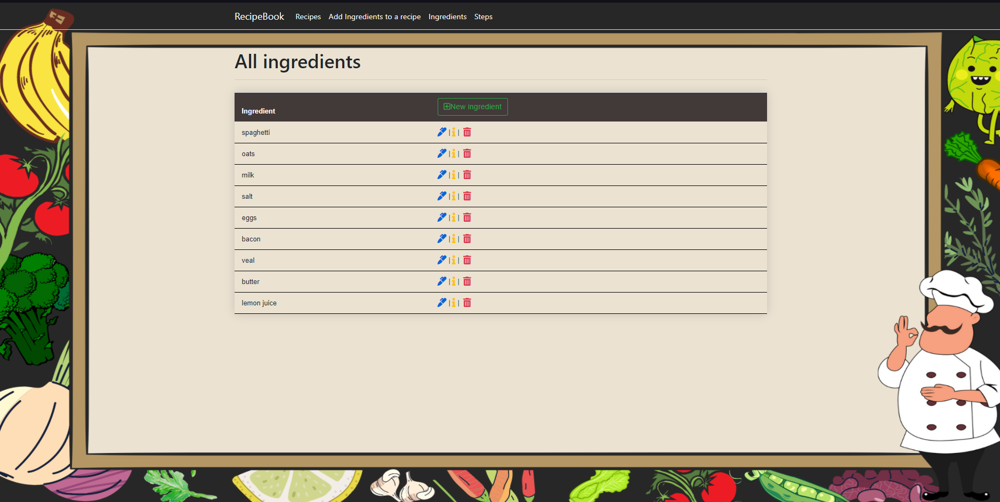 RecipeBook Recipes Add Ingredients to a recipe Ingredients Steps
All ingredients
Ingredient New ingredient
spaghetti | |
oats | |
milk | |
salt | |
eggs | |
bacon | |
veal | |
butter | |
lemon juice | |